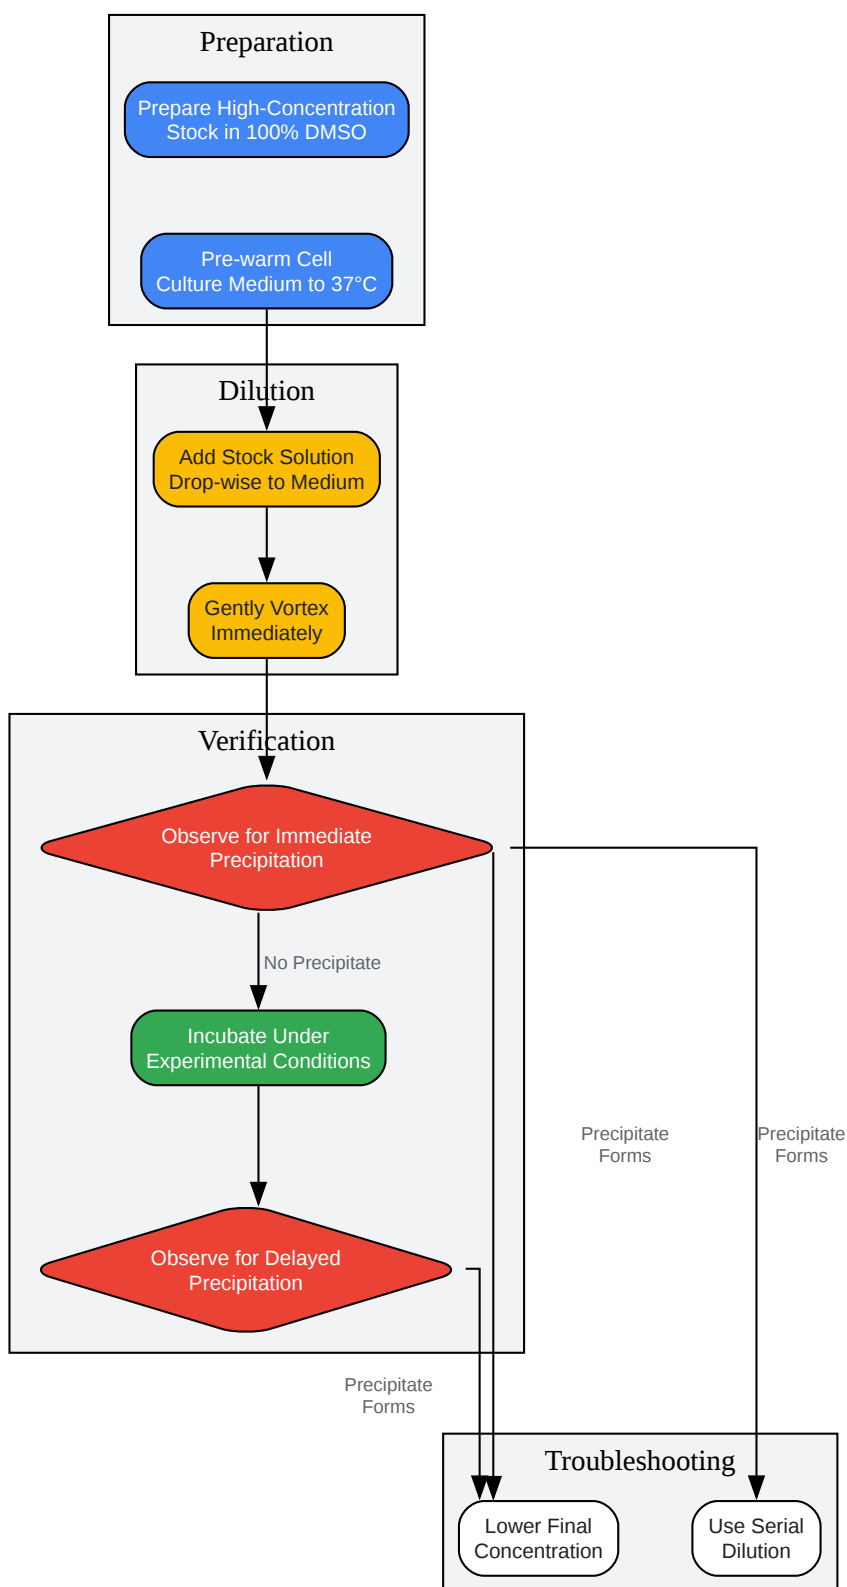 Preparation
Prepare High-Concentration
Stock in 100% DMSO
Pre-warm Cell
Culture Medium to 37°C
Dilution
Add Stock Solution
Drop-wise to Medium
Gently Vortex
Immediately
Verification
Observe for Immediate
Precipitation
No Precipitate
Incubate Under
Experimental Conditions
Precipitate
Forms
Precipitate
Forms
Observe for Delayed
Precipitation
Precipitate
Forms
Troubleshooting
Lower Final
Concentration
Use Serial
Dilution